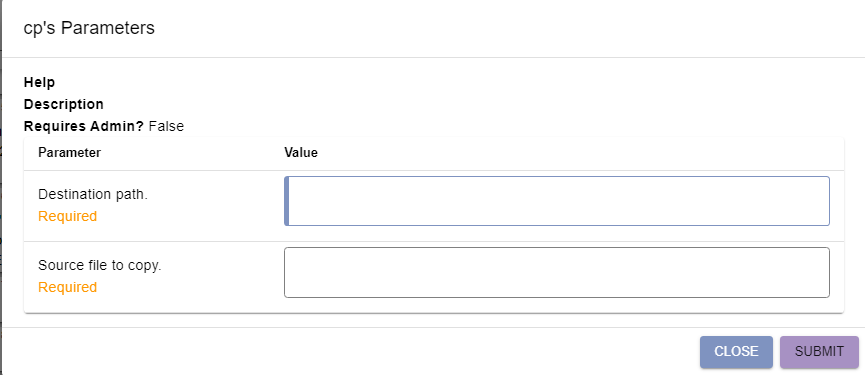 cp's Parameters
Help
Description
Requires Admin? False
Parameter Value
Destination path.
Required
Source file to copy.
Required
CLOSE SUBMIT